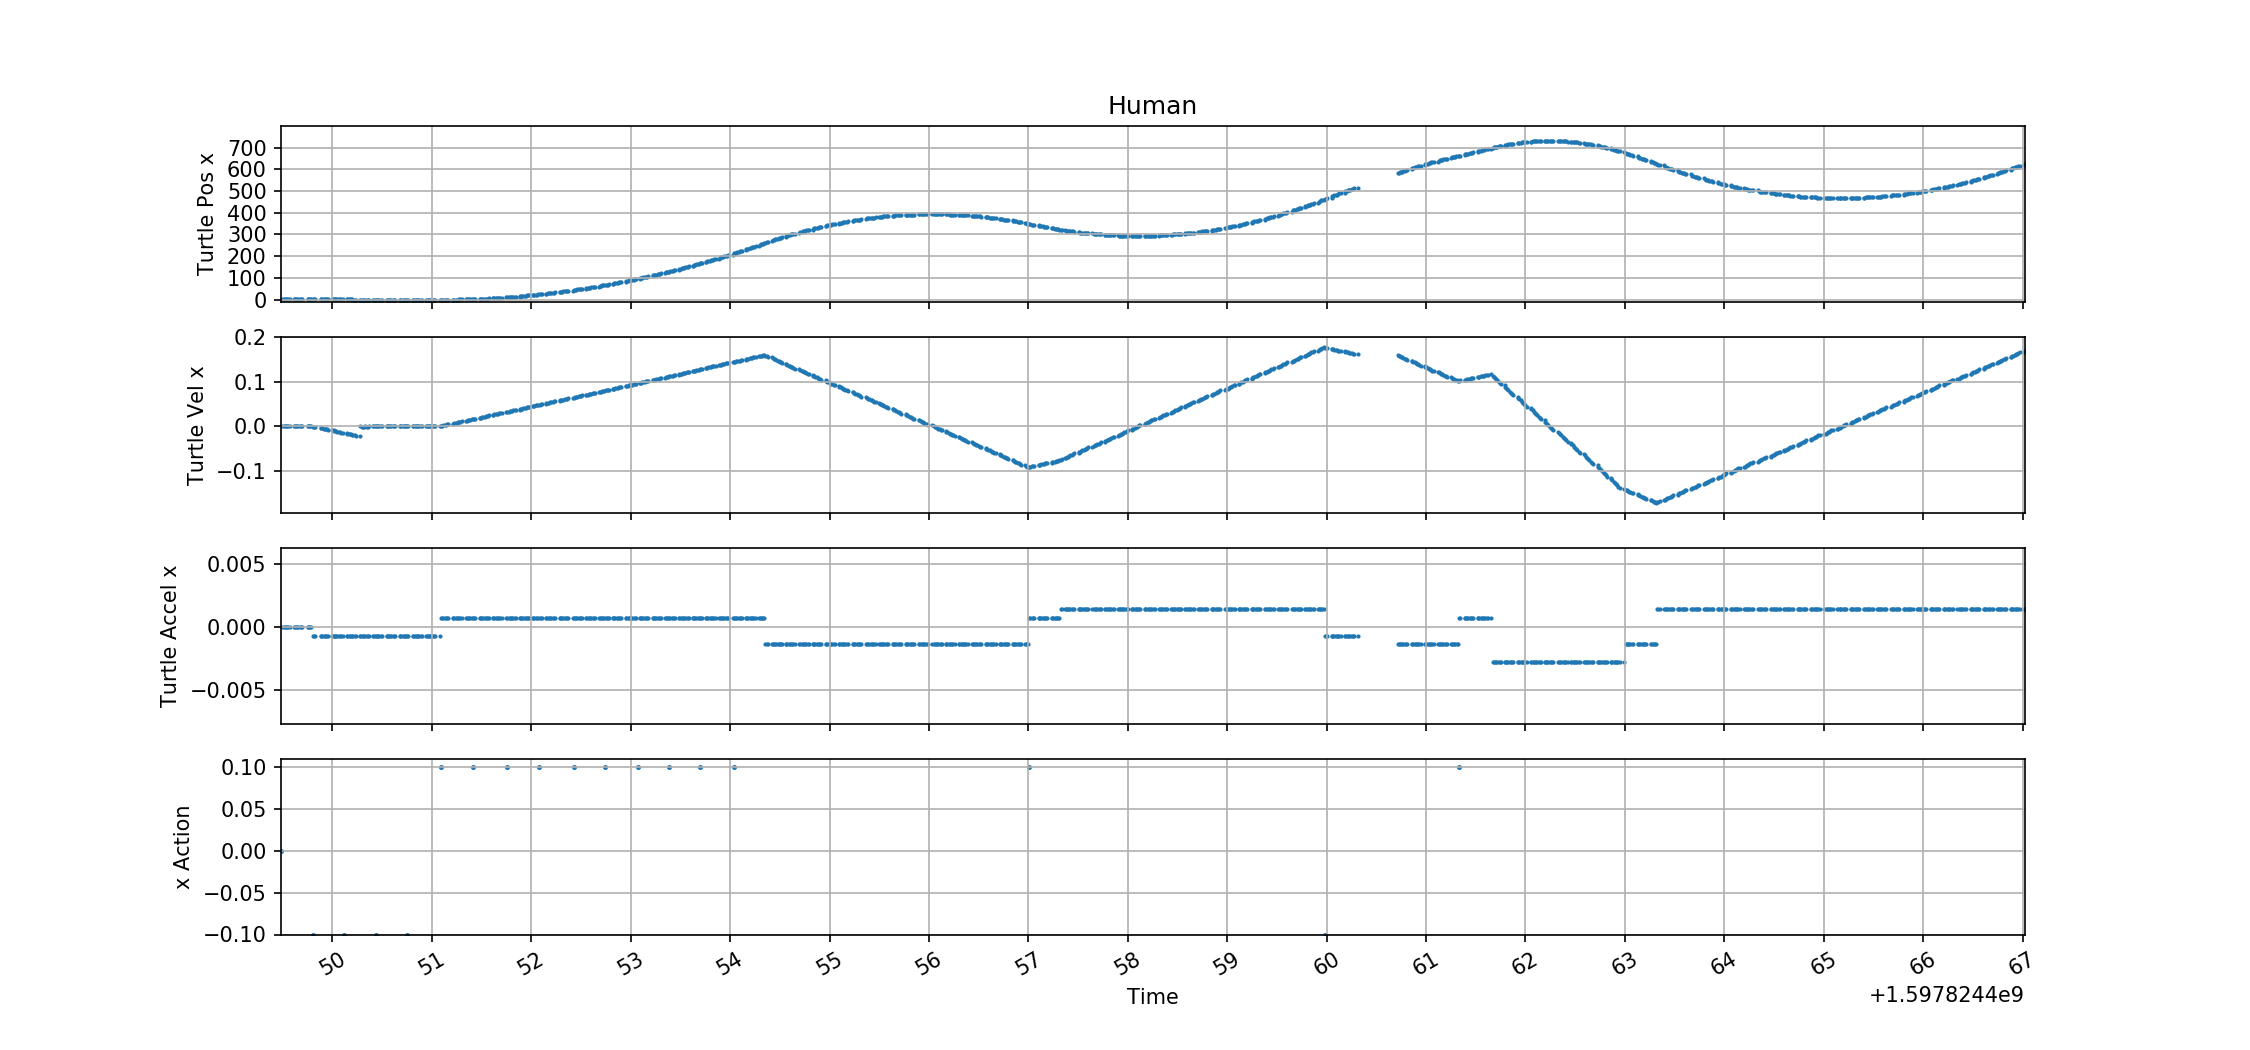 Human
Turtle Pos x
700
600
500
400
300
200
100
0
Turtle Vel x
0.2
0.1
0.0
−0.1
Turtle Accel x
0.005
0.000
−0.005
x Action
0.10
0.05
0.00
−0.05
−0.10
50 51 52 53 54 55 56 57 58 59 60 61 62 63 64 65 66 67
Time
+1.5978244e9